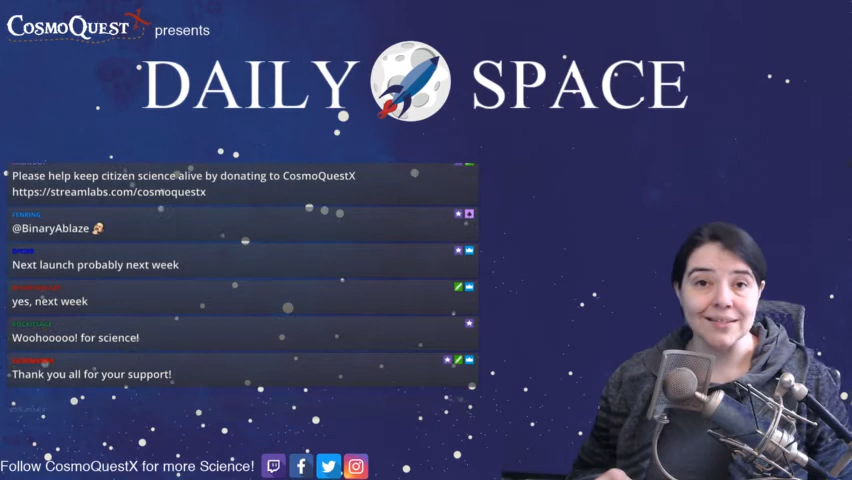 COSMOQUEST X presents
DAILY SPACE
Please help keep citizen science alive by donating to CosmoQuestX
https://streamlabs.com/cosmoquestx
FENRING
@BinaryAblaze
Next launch probably next week
yes, next week
Woohooooo! for science!
Thank you all for your support!
Follow CosmoQuestX for more Science!